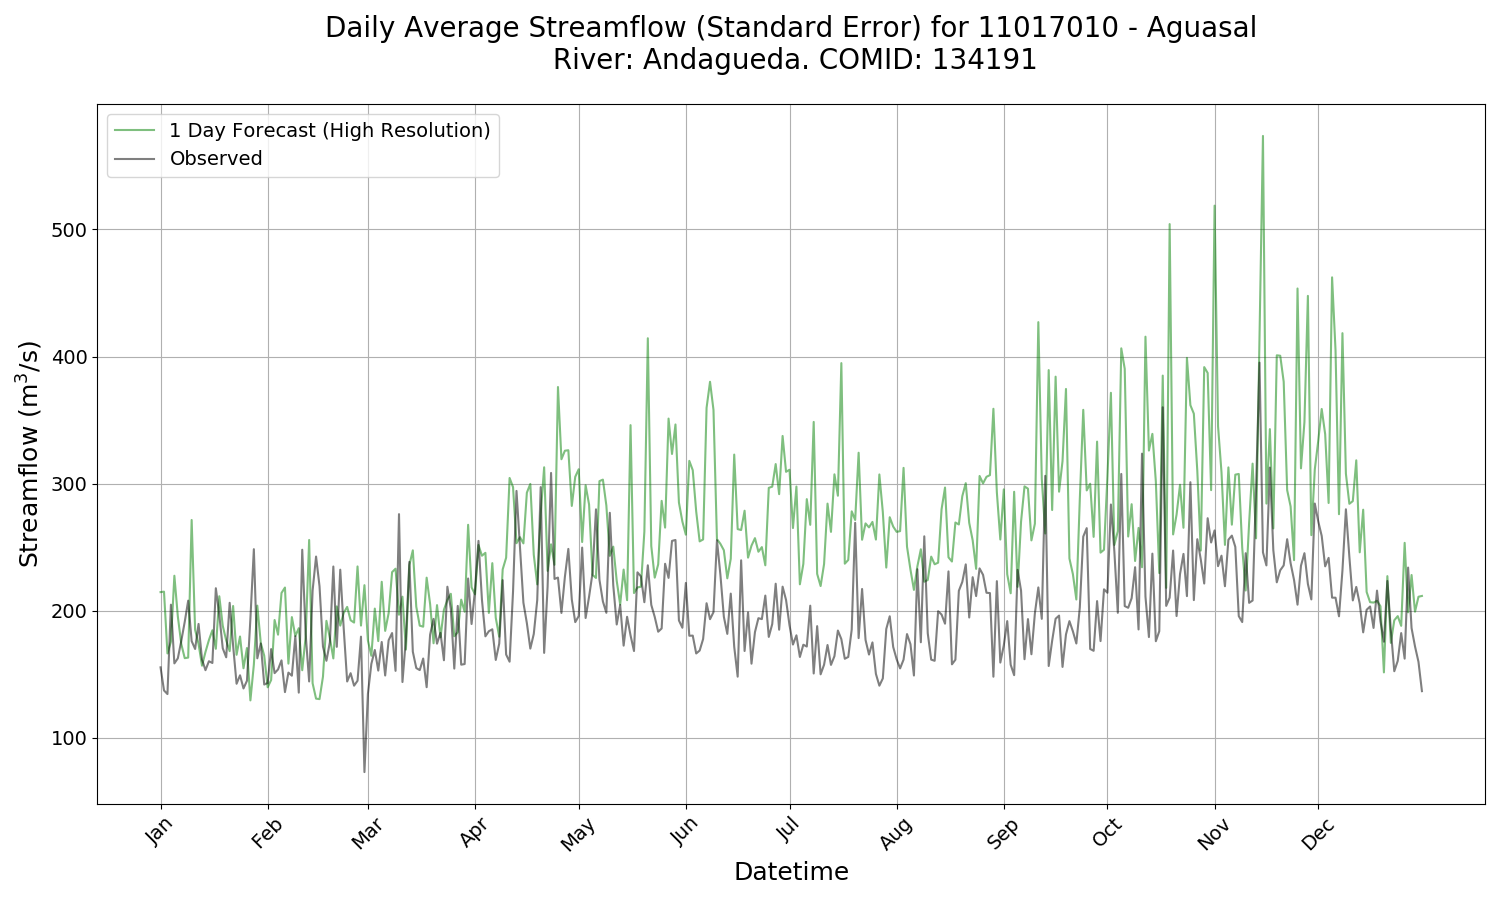 Daily Average Streamflow (Standard Error) for 11017010 - Aguasal
River: Andagueda. COMID: 134191
1 Day Forecast (High Resolution)
Observed
Streamflow (m³/s)
500
400
300
200
100
Jan
Feb
Mar
Apr
May
Jun
Jul
Aug
Sep
Oct
Nov
Dec
Datetime